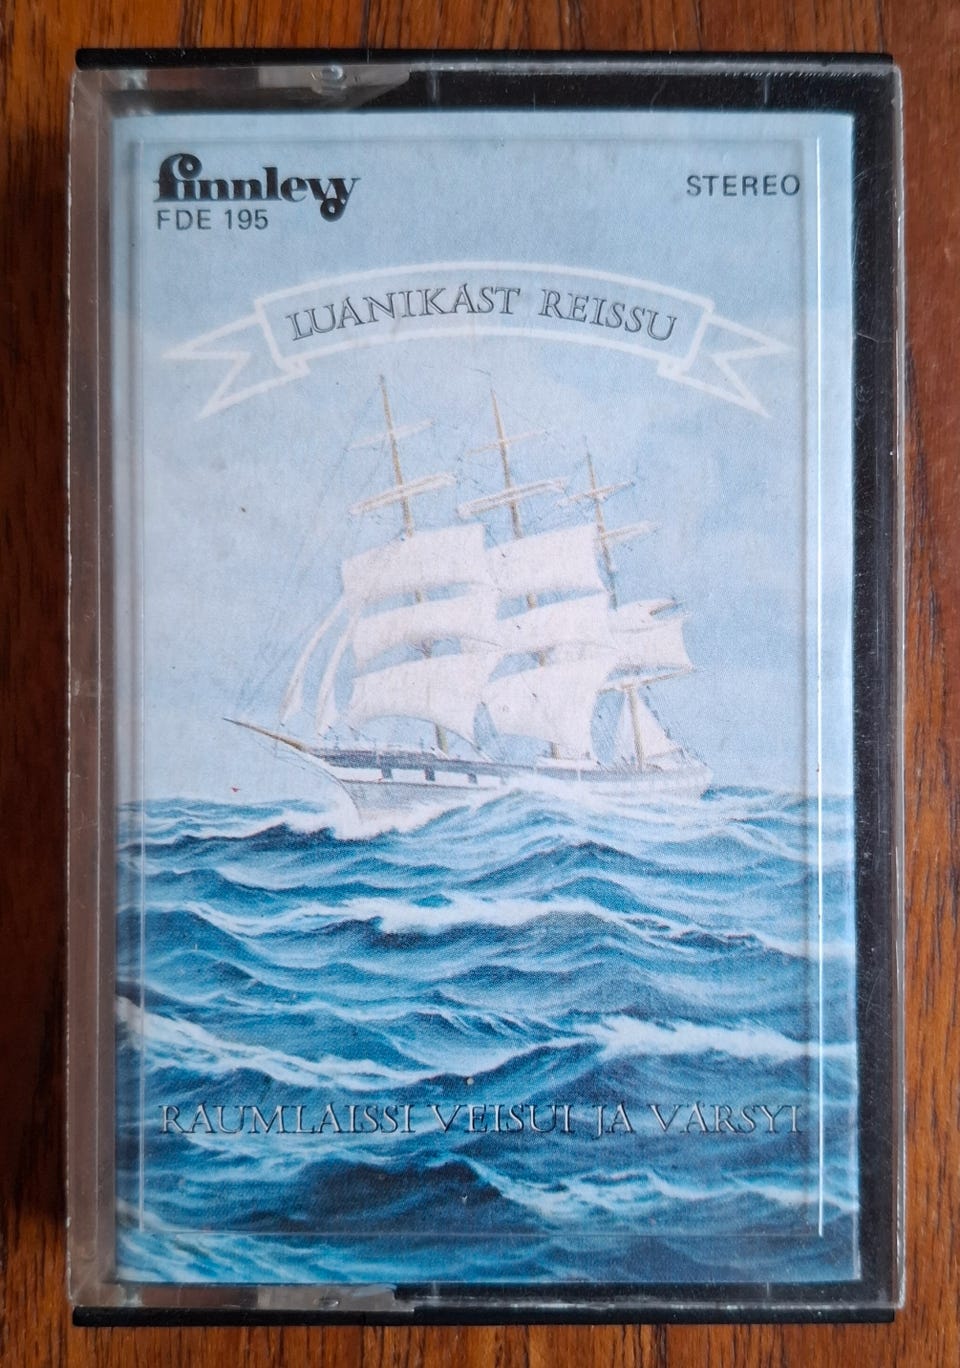 finnlevy
STEREO
FDE 195
LUANIKAST REISSU
RAUMLAISSI VEISUI JA VÄRSYI